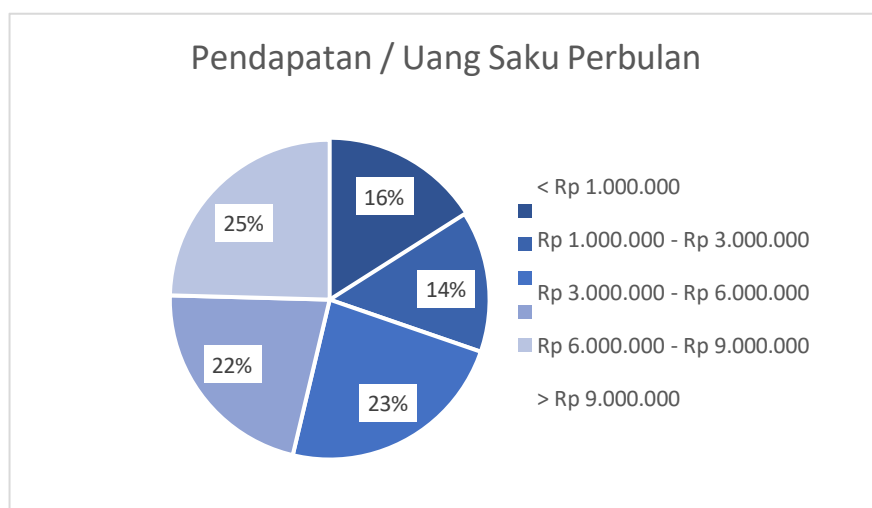 Pendapatan / Uang Saku Perbulan
16%
14%
23%
22%
25%
< Rp 1.000.000
Rp 1.000.000 - Rp 3.000.000
Rp 3.000.000 - Rp 6.000.000
Rp 6.000.000 - Rp 9.000.000
> Rp 9.000.000